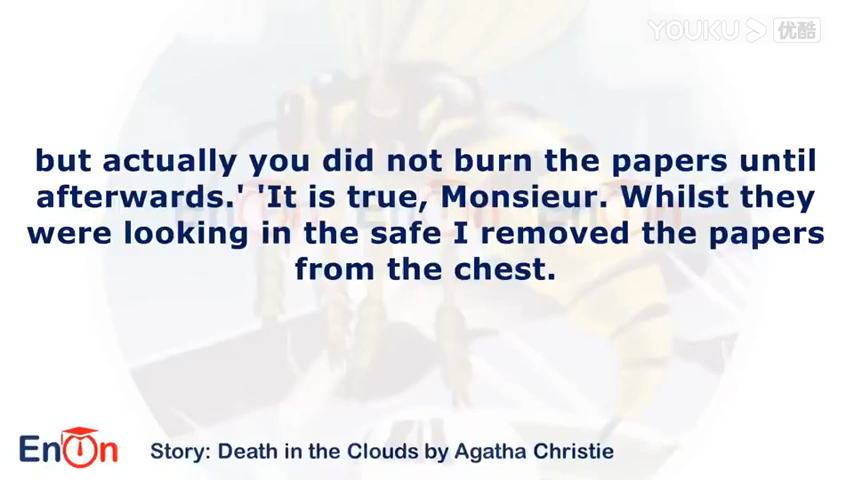 YOUKU 优酷
but actually you did not burn the papers until
afterwards.' 'It is true, Monsieur. Whilst they
were looking in the safe I removed the papers
from the chest.
EnOn
Story: Death in the Clouds by Agatha Christie